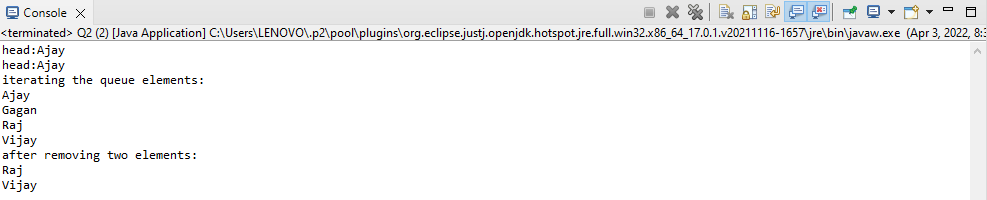 Console
<terminated> Q2 (2) [Java Application] C:\Users\LENOVO\.p2\pool\plugins\org.eclipse.justj.openjdk.hotspot.jre.full.win32.x86_64_17.0.1.v20211116-1657\jre\bin\javaw.exe (Apr 3, 2022, 8:3
head:Ajay
head:Ajay
iterating the queue elements:
Ajay
Gagan
Raj
Vijay
after removing two elements:
Raj
Vijay